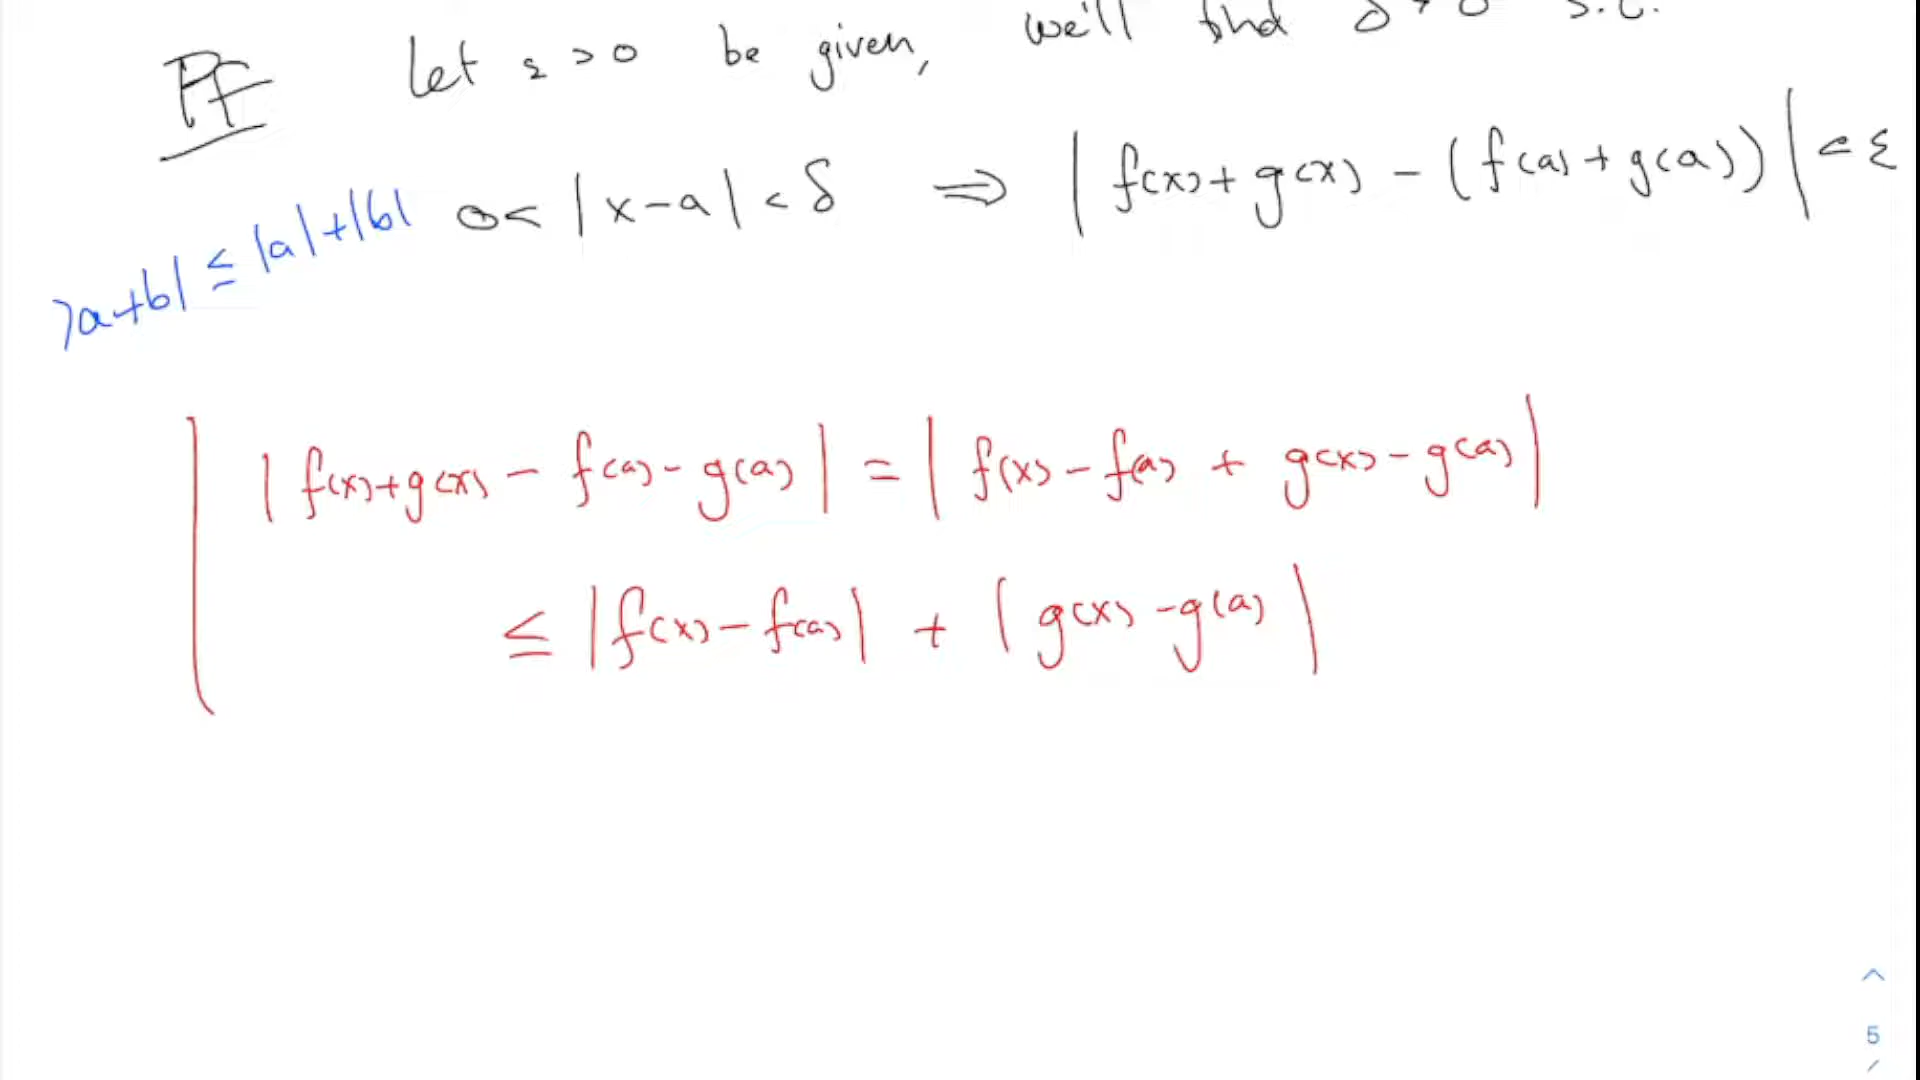 Pf Let ε > 0 be given, we'll find δ > 0 s.t.
0 < |x-a| < δ ⇒ |f(x)+g(x) - (f(a)+g(a))| < ε
|a+b| ≤ |a|+|b|
|f(x)+g(x) - f(a) - g(a)| = |f(x) - f(a) + g(x) - g(a)|
≤ |f(x) - f(a)| + |g(x) - g(a)|
5